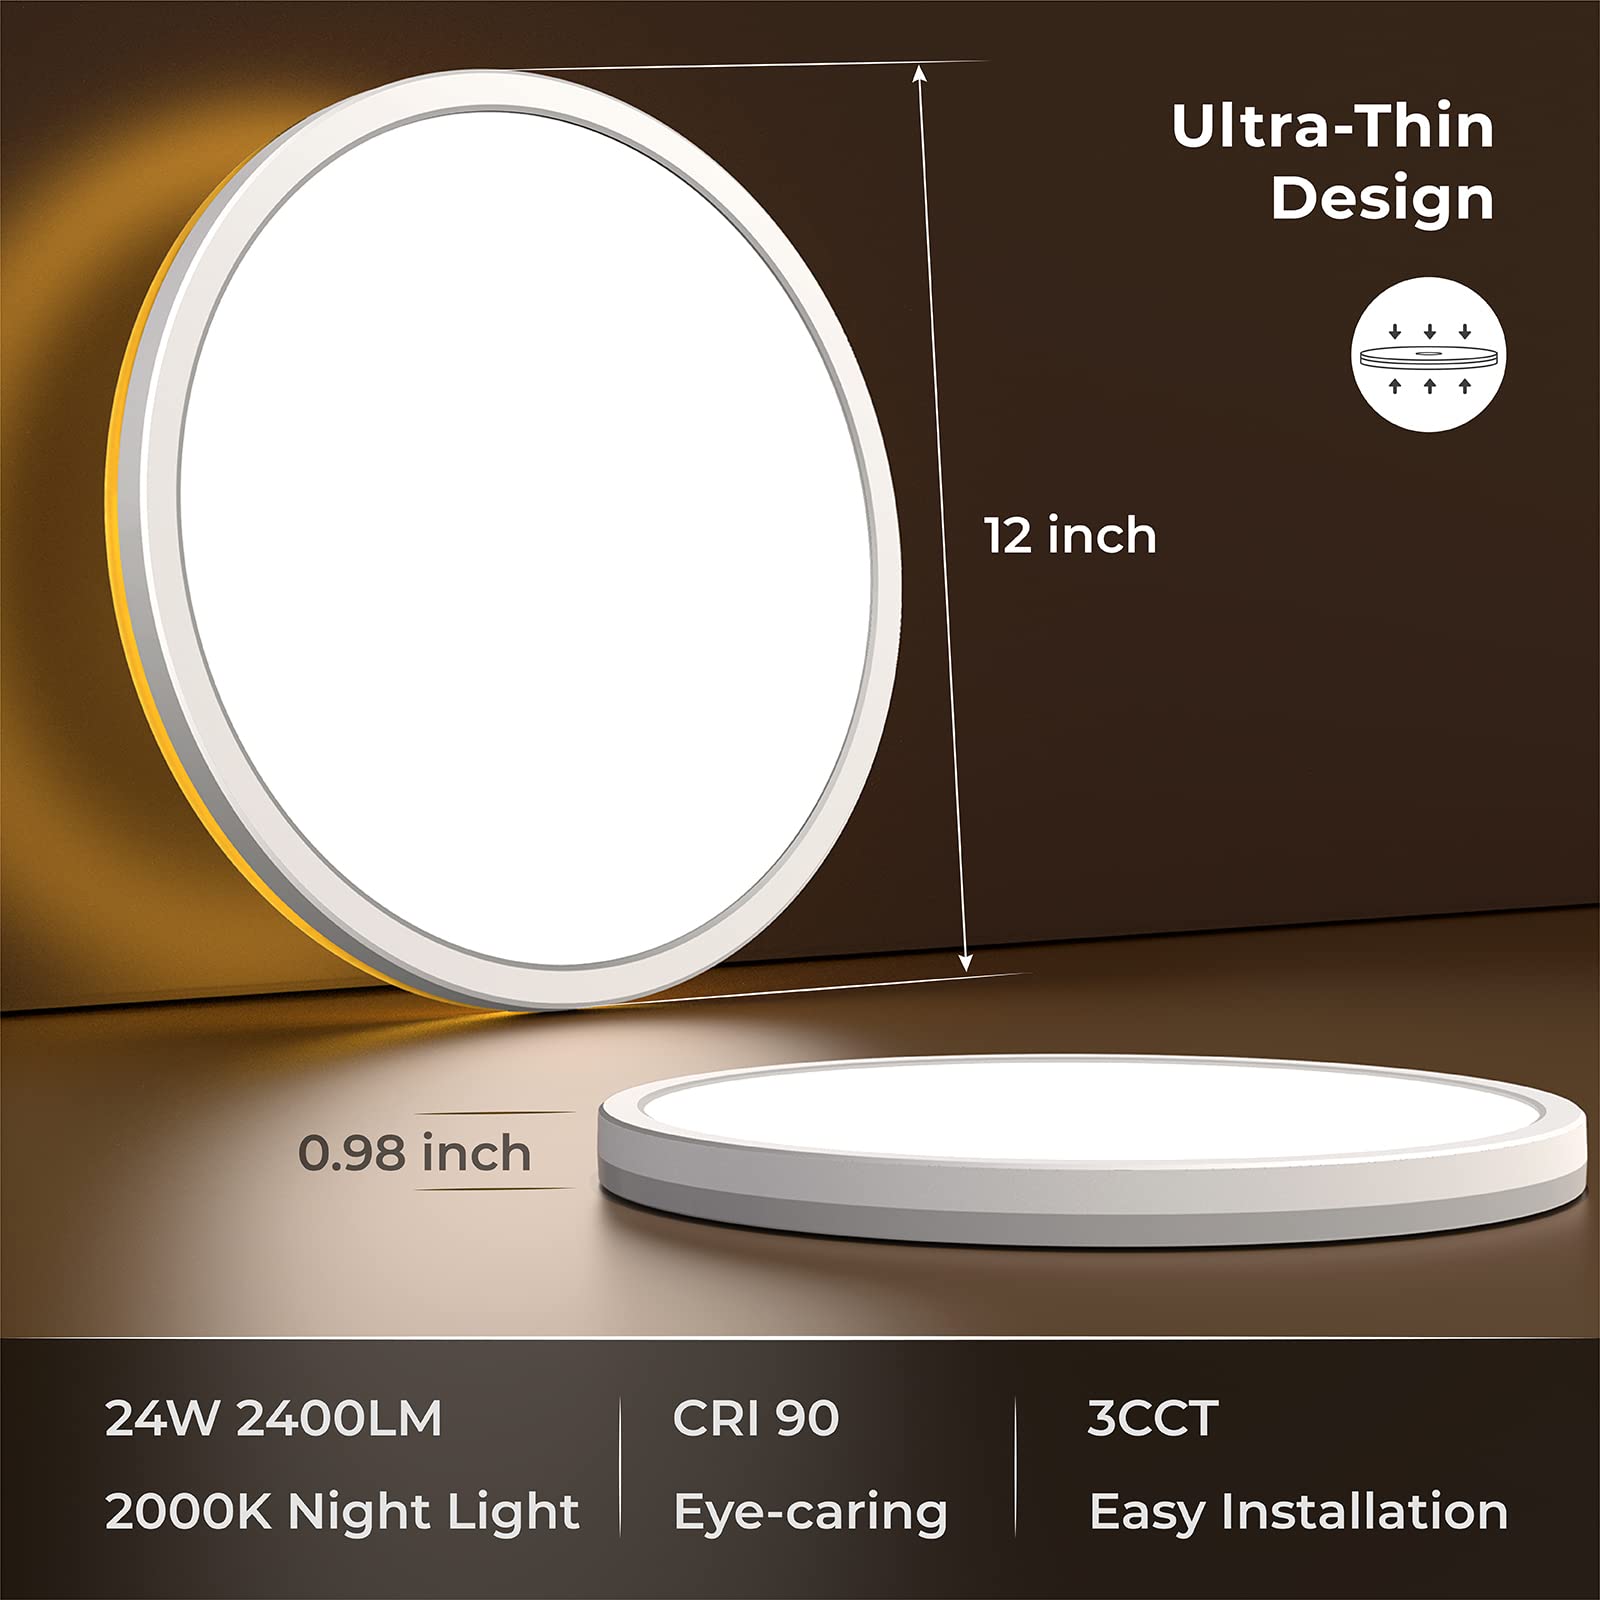 Ultra-Thin
Design
12 inch
0.98 inch
24W 2400LM
2000K Night Light
CRI 90
Eye-caring
3CCT
Easy Installation